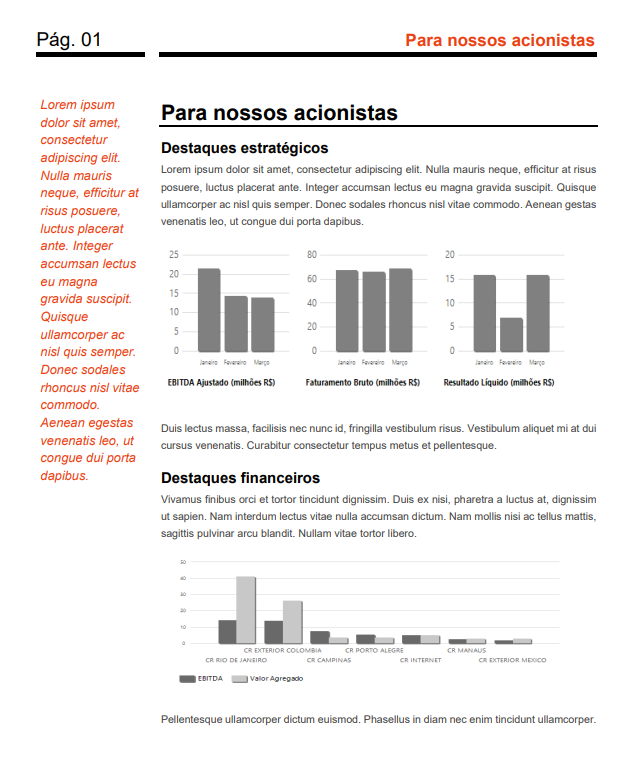 Pág. 01
Para nossos acionistas
Lorem ipsum
dolor sit amet,
consectetur
adipiscing elit.
Nulla mauris
neque, efficitur at
risus posuere,
luctus placerat
ante. Integer
accumsan lectus
eu magna
gravida suscipit.
Quisque
ullamcorper ac
nisl quis semper.
Donec sodales
rhoncus nisl vitae
commodo.
Aenean egestas
venenatis leo, ut
congue dui porta
dapibus.
Para nossos acionistas
Destaques estratégicos
Lorem ipsum dolor sit amet, consectetur adipiscing elit. Nulla mauris neque, efficitur at risus
posuere, luctus placerat ante. Integer accumsan lectus eu magna gravida suscipit. Quisque
ullamcorper ac nisl quis semper. Donec sodales rhoncus nisl vitae commodo. Aenean gestas
venenatis leo, ut congue dui porta dapibus.
25
20
15
10
5
0
Janeiro Fevereiro Março
EBITDA Ajustado (milhões R$)
80
60
40
20
0
Janeiro Fevereiro Março
Faturamento Bruto (milhões R$)
20
15
10
5
0
Janeiro Fevereiro Março
Resultado Líquido (milhões R$)
Duis lectus massa, facilisis nec nunc id, fringilla vestibulum risus. Vestibulum aliquet mi at dui
cursus venenatis. Curabitur consectetur tempus metus et pellentesque.
Destaques financeiros
Vivamus finibus orci et tortor tincidunt dignissim. Duis ex nisi, pharetra a luctus at, dignissim
ut sapien. Nam interdum lectus vitae nulla accumsan dictum. Nam mollis nisi ac tellus mattis,
sagittis pulvinar arcu blandit. Nullam vitae tortor libero.
50
40
30
20
10
0
CR EXTERIOR COLOMBIA CR PORTO ALEGRE CR MANAUS
CR RIO DE JANEIRO CR CAMPINAS CR INTERNET CR EXTERIOR MEXICO
EBITDA Valor Agregado
Pellentesque ullamcorper dictum euismod. Phasellus in diam nec enim tincidunt ullamcorper.